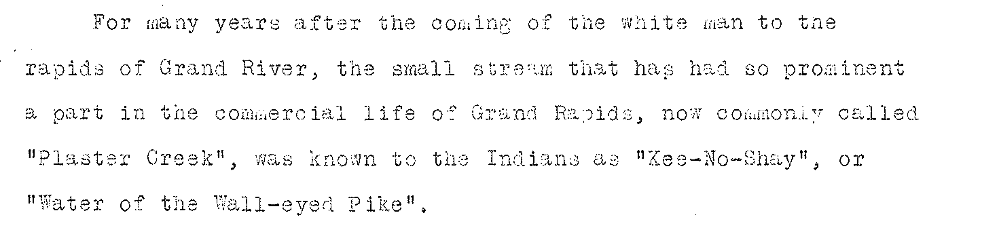 For many years after the coming of the white man to the
rapids of Grand River, the small stream that has had so prominent
a part in the commercial life of Grand Rapids, now commonly called
"Plaster Creek", was known to the Indians as "Kee-No-Shay", or
"Water of the Wall-eyed Pike".